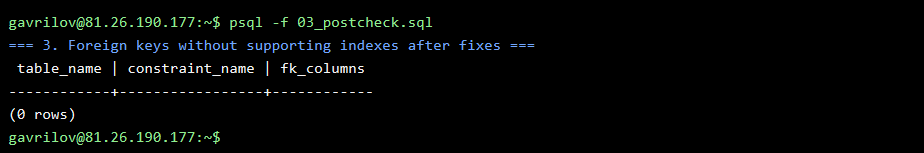 gavrilov@81.26.190.177:~$ psql -f 03_postcheck.sql
=== 3. Foreign keys without supporting indexes after fixes ===
 table_name | constraint_name | fk_columns
------------+-----------------+------------
(0 rows)
gavrilov@81.26.190.177:~$